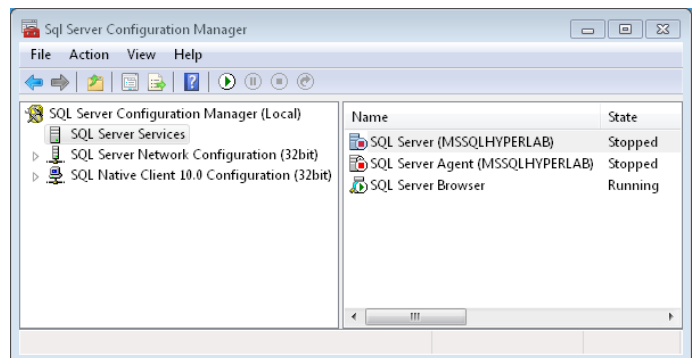 Sql Server Configuration Manager
File Action View Help
SQL Server Configuration Manager (Local)
SQL Server Services
SQL Server Network Configuration (32bit)
SQL Native Client 10.0 Configuration (32bit)
Name State
SQL Server (MSSQLHYPERLAB) Stopped
SQL Server Agent (MSSQLHYPERLAB) Stopped
SQL Server Browser Running